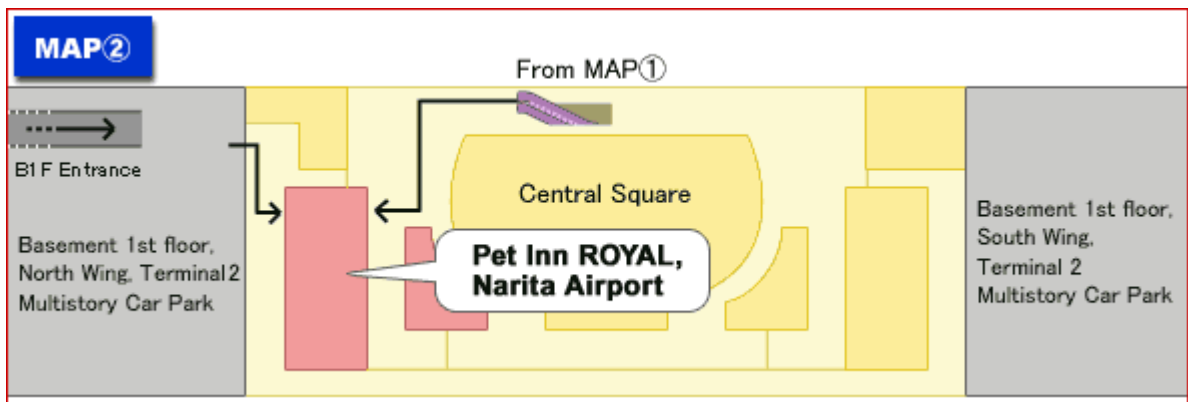 MAP②
From MAP①
B1F Entrance
Central Square
Basement 1st floor,
North Wing, Terminal2
Multistory Car Park
Pet Inn ROYAL,
Narita Airport
Basement 1st floor,
South Wing,
Terminal 2
Multistory Car Park